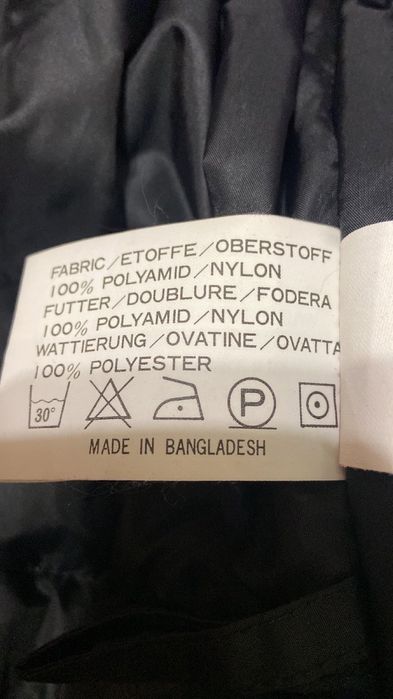 FABRIC/ETOFFE/OBERSTOFF
100% POLYAMID/NYLON
FUTTER/DOUBLURE/FODERA
100% POLYAMID/NYLON
WATTIERUNG/OVATINE/OVATTA
100% POLYESTER
30° P
MADE IN BANGLADESH